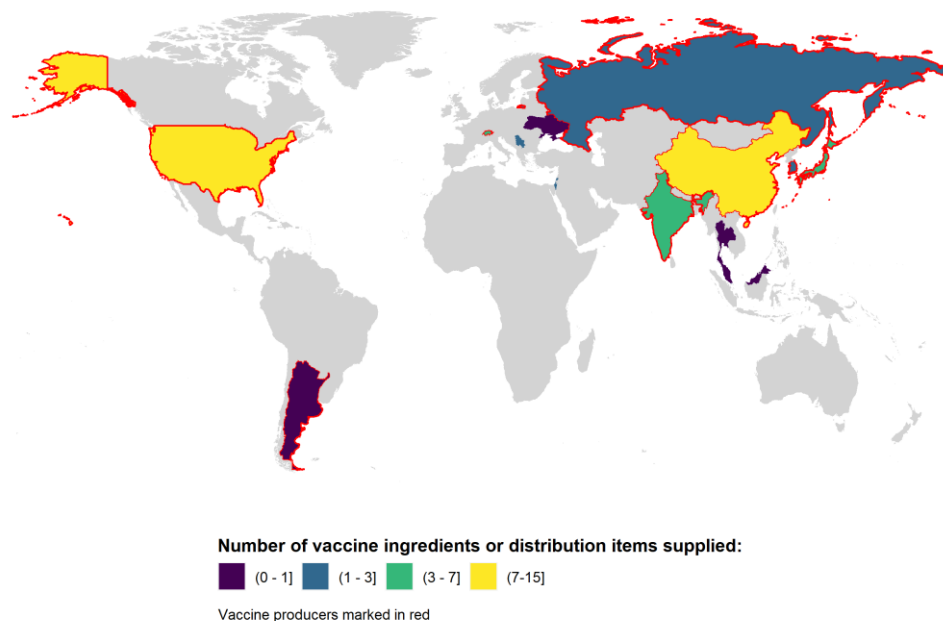 Number of vaccine ingredients or distribution items supplied:
(0 - 1] (1 - 3] (3 - 7] (7-15]
Vaccine producers marked in red